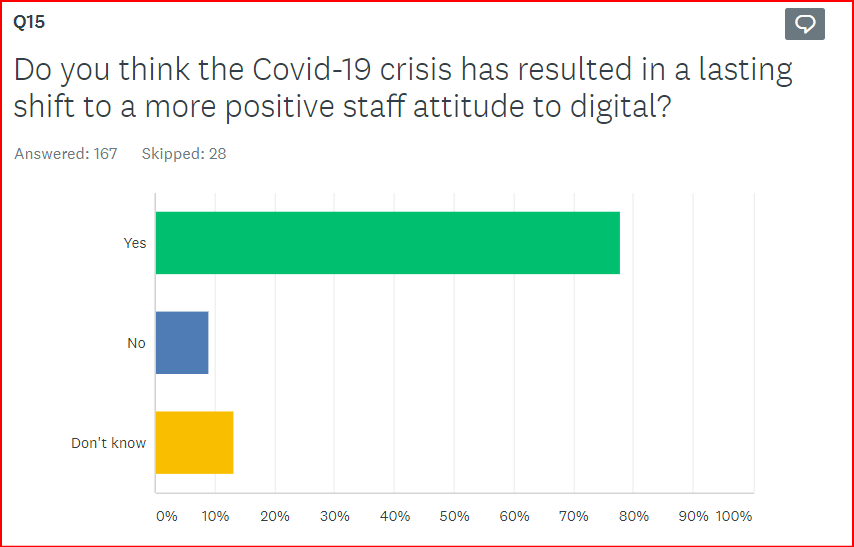 Q15
Do you think the Covid-19 crisis has resulted in a lasting
shift to a more positive staff attitude to digital?
Answered: 167 Skipped: 28
Yes
No
Don't know
0% 10% 20% 30% 40% 50% 60% 70% 80% 90% 100%